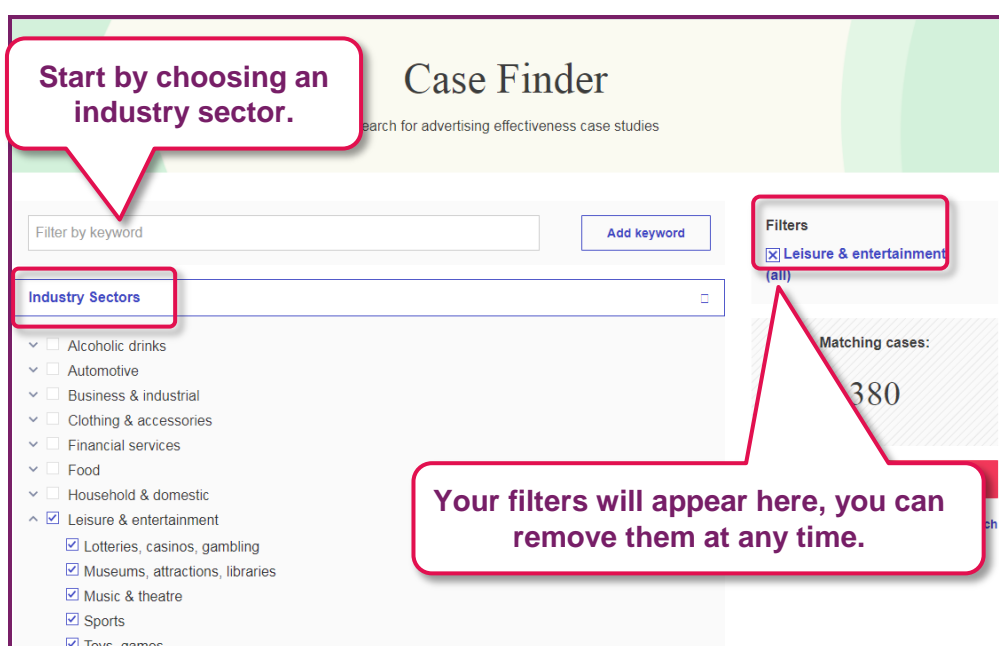 Start by choosing an
industry sector.
Case Finder
earch for advertising effectiveness case studies
Filter by keyword
Add keyword
Industry Sectors
Alcoholic drinks
Automotive
Business & industrial
Clothing & accessories
Financial services
Food
Household & domestic
Leisure & entertainment
Lotteries, casinos, gambling
Museums, attractions, libraries
Music & theatre
Sports
Toys, games
Filters
Leisure & entertainment
(all)
Matching cases:
380
Your filters will appear here, you can
remove them at any time.
ch